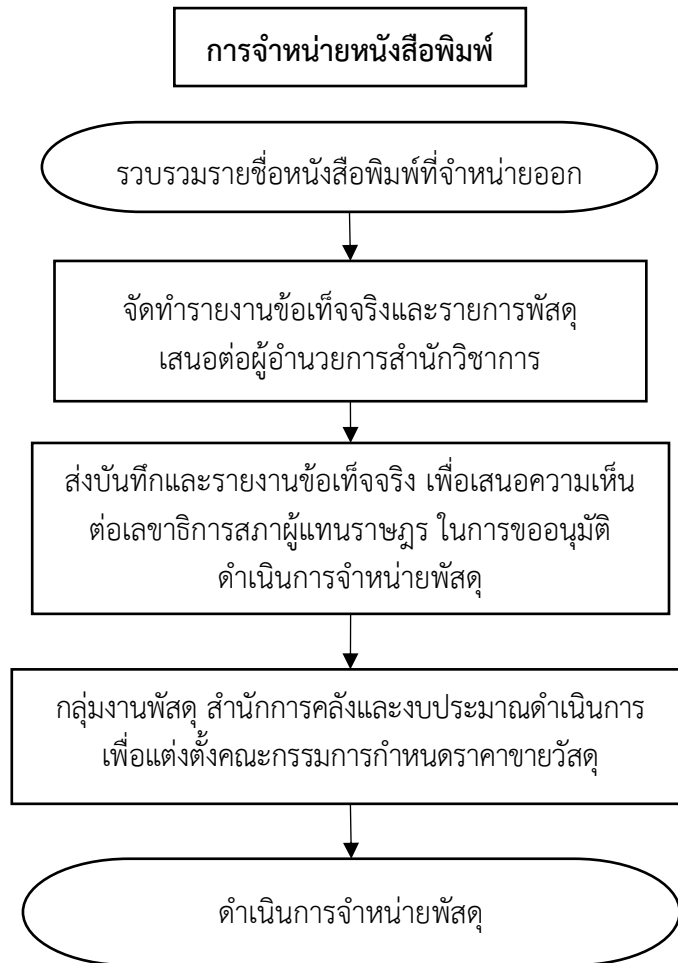 การจำหน่ายหนังสือพิมพ์
รวบรวมรายชื่อหนังสือพิมพ์ที่จำหน่ายออก
จัดทำรายงานข้อเท็จจริงและรายการพัสดุ
เสนอต่อผู้อำนวยการสำนักวิชาการ
ส่งบันทึกและรายงานข้อเท็จจริง เพื่อเสนอความเห็น
ต่อเลขาธิการสภาผู้แทนราษฎร ในการขออนุมัติ
ดำเนินการจำหน่ายพัสดุ
กลุ่มงานพัสดุ สำนักการคลังและงบประมาณดำเนินการ
เพื่อแต่งตั้งคณะกรรมการกำหนดราคาขายวัสดุ
ดำเนินการจำหน่ายพัสดุ